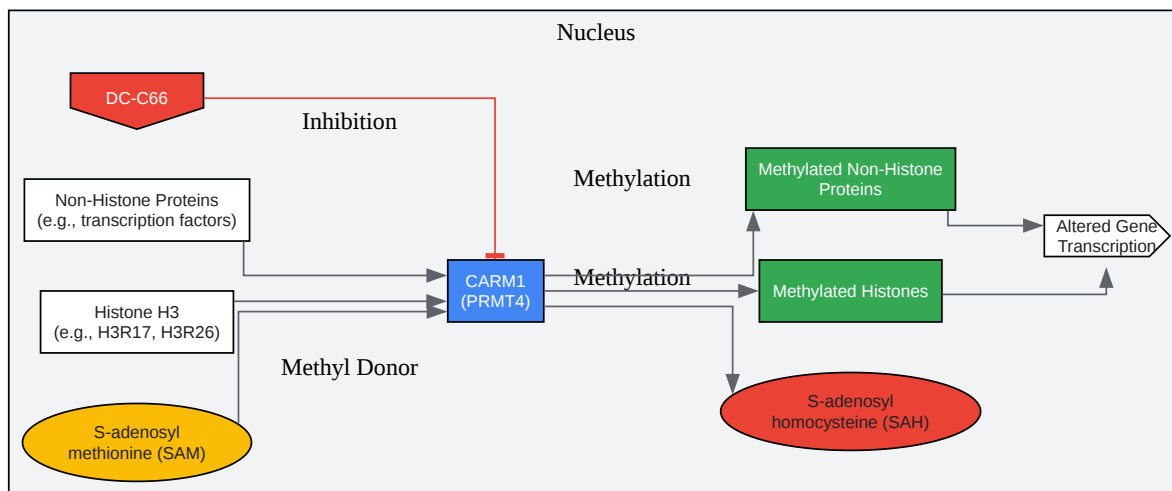 Nucleus
DC-C66
Inhibition
Methylated Non-Histone
Proteins
Methylation
Non-Histone Proteins
(e.g., transcription factors)
Altered Gene
Transcription
CARM1
(PRMT4)
Methylation
Methylated Histones
Histone H3
(e.g., H3R17, H3R26)
Methyl Donor
S-adenosyl
homocysteine (SAH)
S-adenosyl
methionine (SAM)